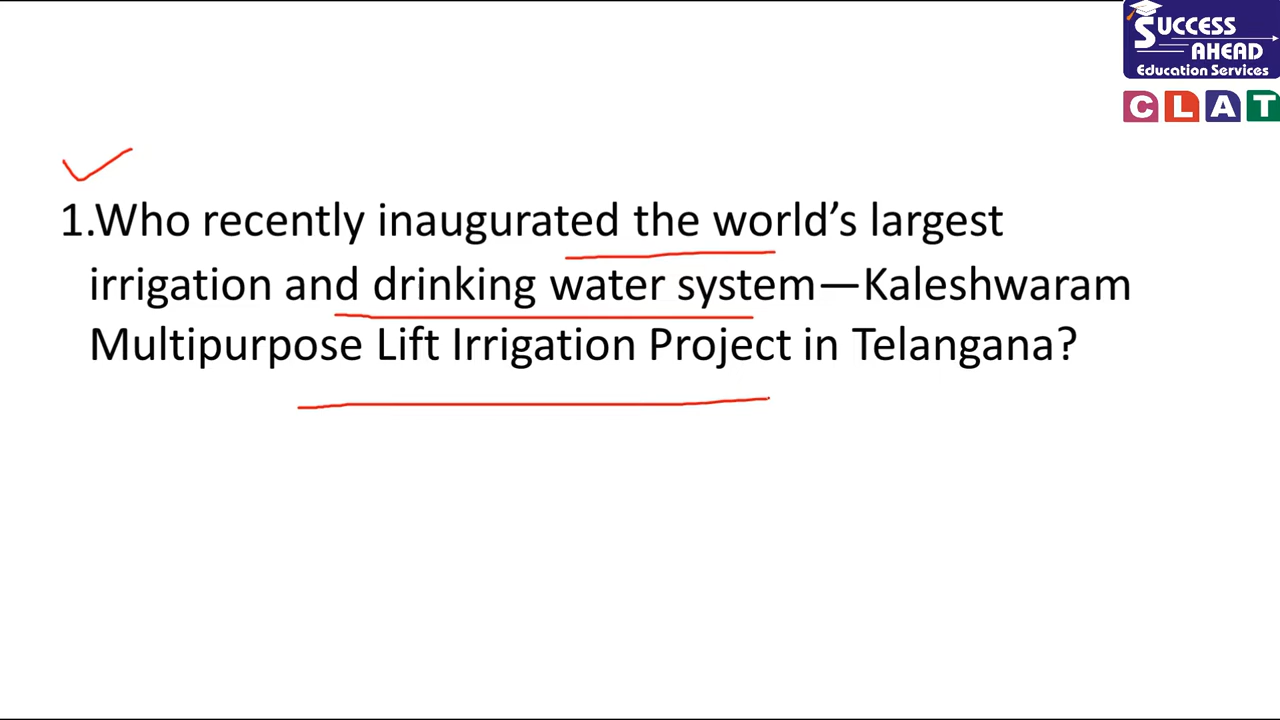 SUCCESS
AHEAD
Education Services
CLAT
1.Who recently inaugurated the world’s largest
irrigation and drinking water system—Kaleshwaram
Multipurpose Lift Irrigation Project in Telangana?